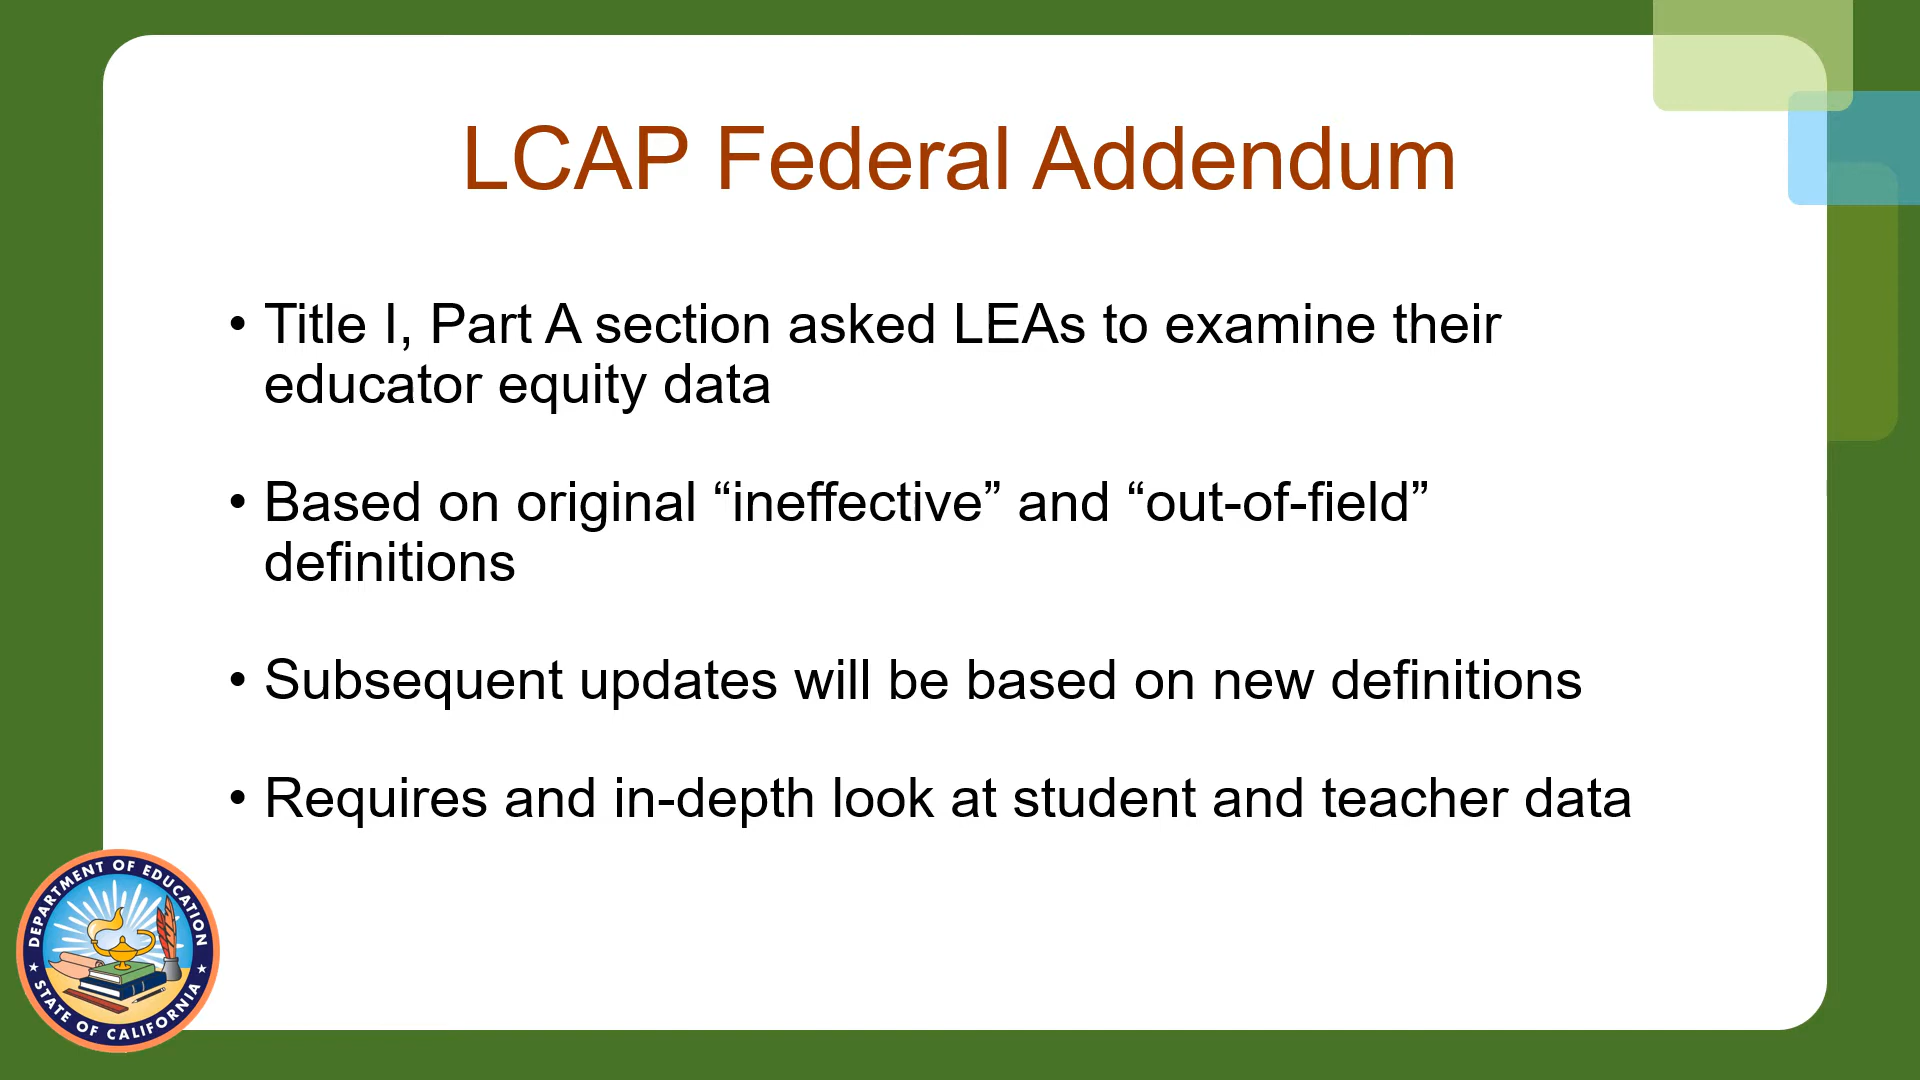 LCAP Federal Addendum
• Title I, Part A section asked LEAs to examine their
educator equity data
• Based on original “ineffective” and “out-of-field”
definitions
• Subsequent updates will be based on new definitions
• Requires and in-depth look at student and teacher data
DEPARTMENT OF EDUCATION
STATE OF CALIFORNIA